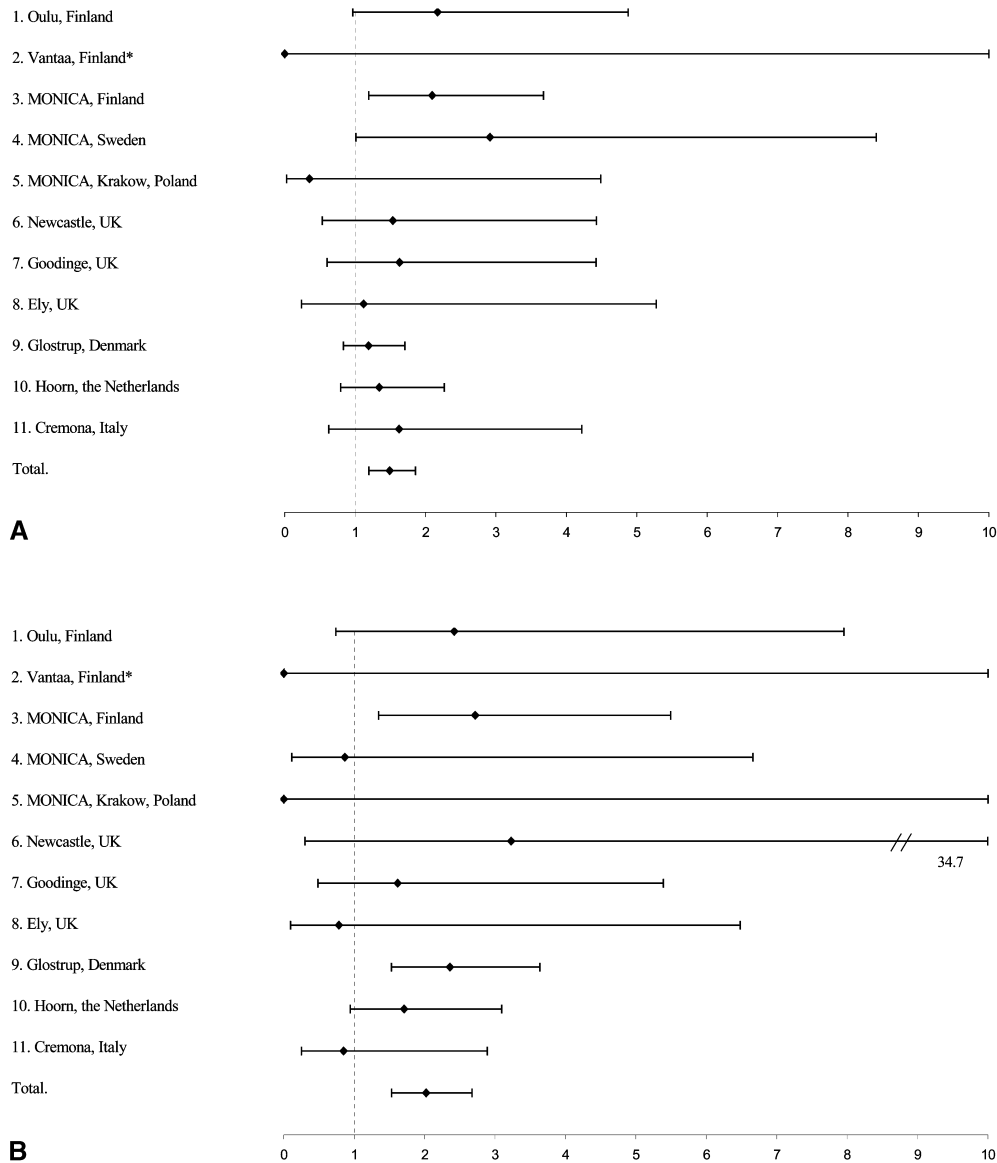 1. Oulu, Finland
2. Vantaa, Finland*
3. MONICA, Finland
4. MONICA, Sweden
5. MONICA, Krakow, Poland
6. Newcastle, UK
7. Goodinge, UK
8. Ely, UK
9. Glostrup, Denmark
10. Hoorn, the Netherlands
11. Cremona, Italy
Total.
A
0 1 2 3 4 5 6 7 8 9 10
1. Oulu, Finland
2. Vantaa, Finland*
3. MONICA, Finland
4. MONICA, Sweden
5. MONICA, Krakow, Poland
6. Newcastle, UK
34.7
7. Goodinge, UK
8. Ely, UK
9. Glostrup, Denmark
10. Hoorn, the Netherlands
11. Cremona, Italy
Total.
B
0 1 2 3 4 5 6 7 8 9 10